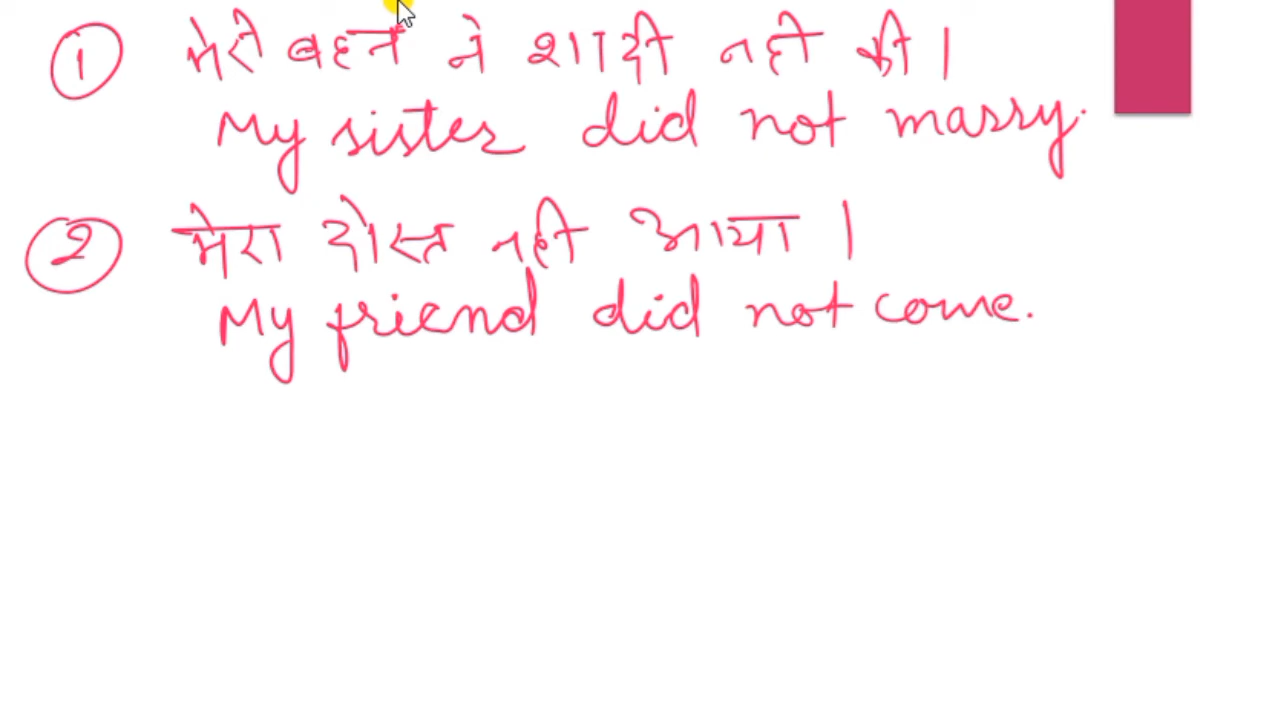 ① मेरी बहन ने शादी नही की।
My sister did not marry.
② मेरा दोस्त नही आया।
My friend did not come.